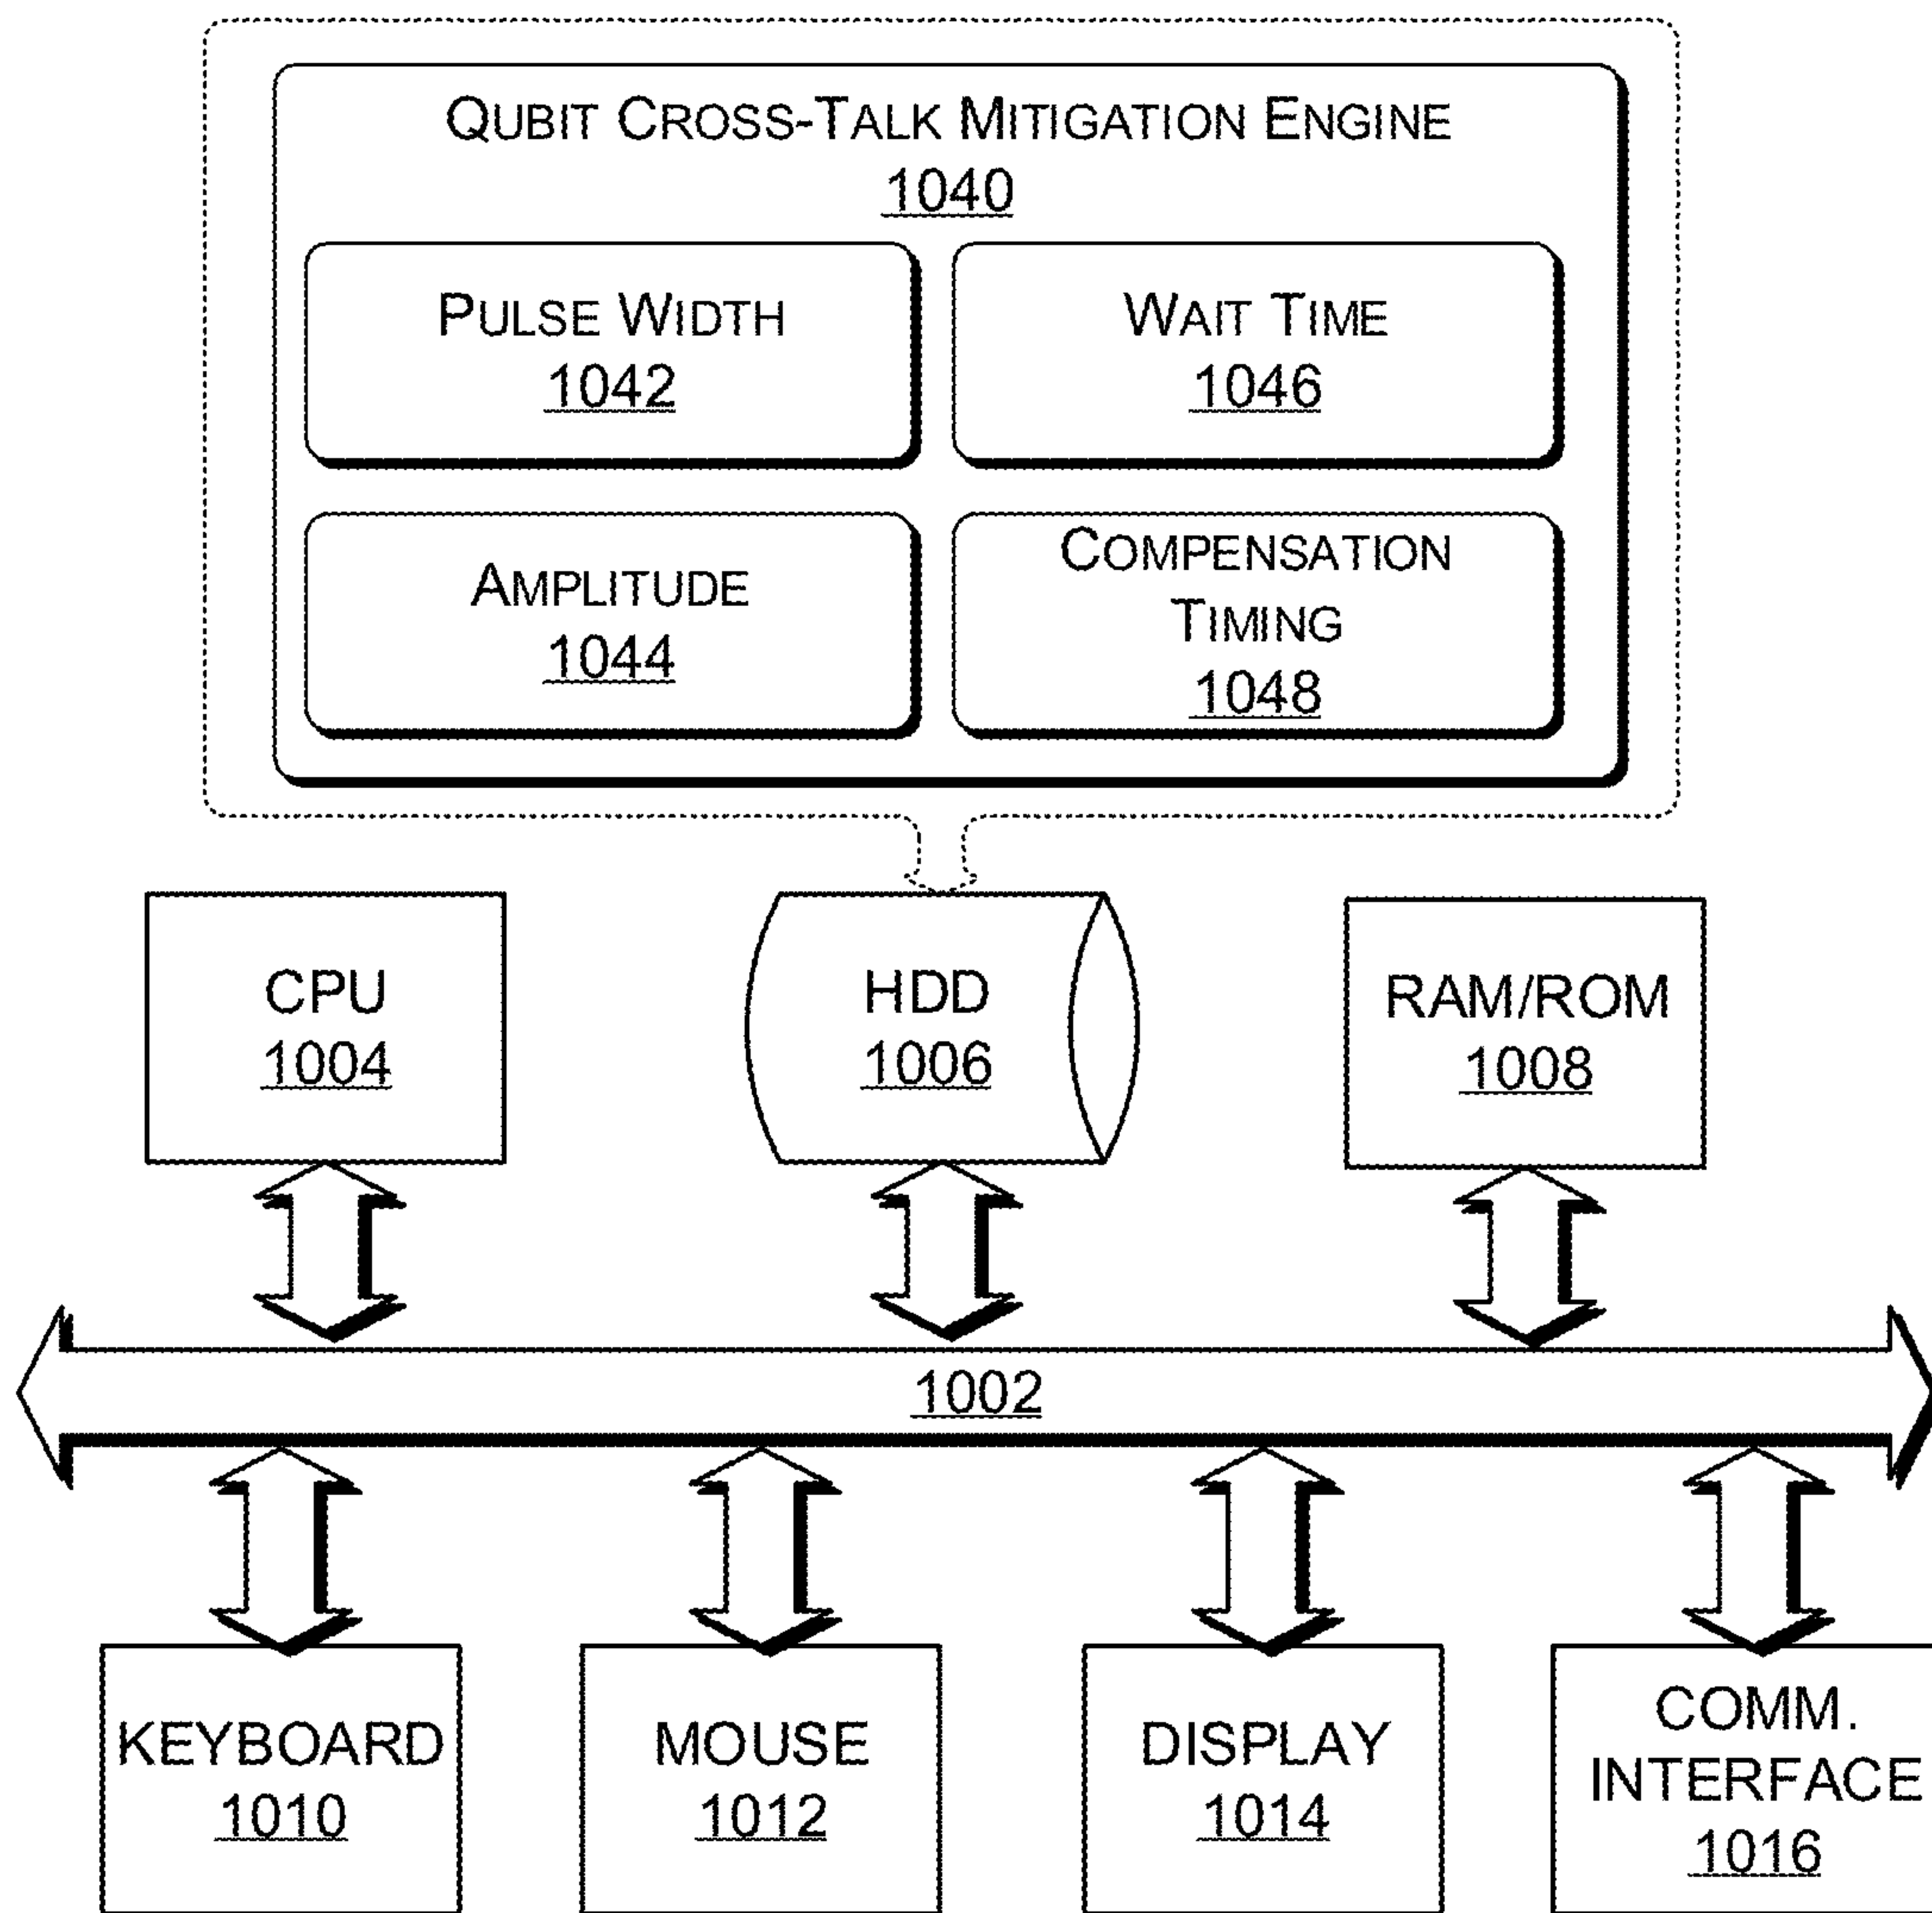 QUBIT CROSS-TALK MITIGATION ENGINE
1040
PULSE WIDTH
1042
WAIT TIME
1046
AMPLITUDE
1044
COMPENSATION
TIMING
1048
CPU
1004
HDD
1006
RAM/ROM
1008
1002
KEYBOARD
1010
MOUSE
1012
DISPLAY
1014
COMM.
INTERFACE
1016